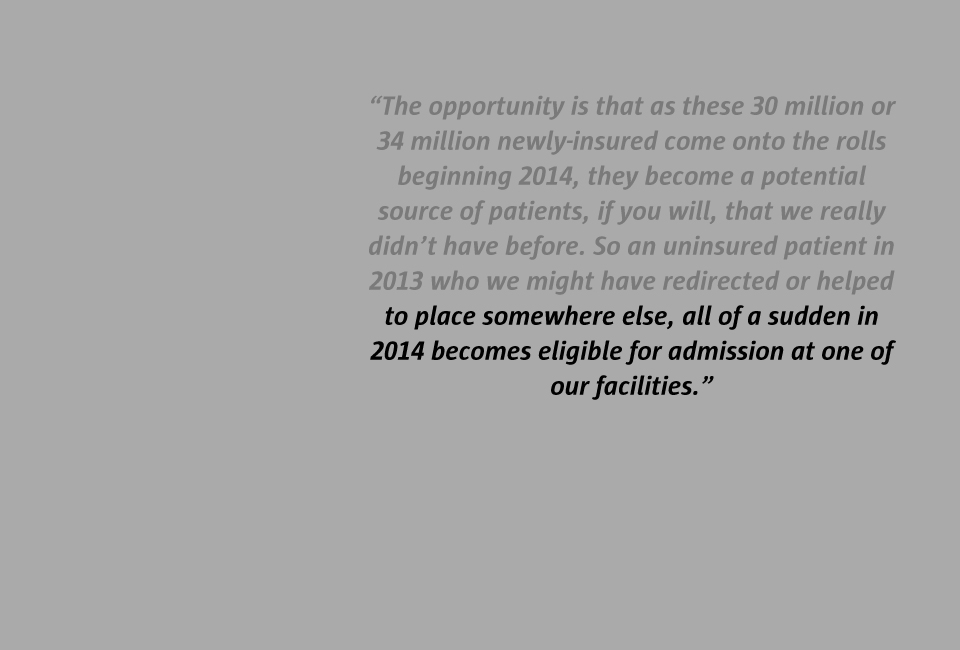 “The opportunity is that as these 30 million or
34 million newly-insured come onto the rolls
beginning 2014, they become a potential
source of patients, if you will, that we really
didn’t have before. So an uninsured patient in
2013 who we might have redirected or helped
to place somewhere else, all of a sudden in
2014 becomes eligible for admission at one of
our facilities.”